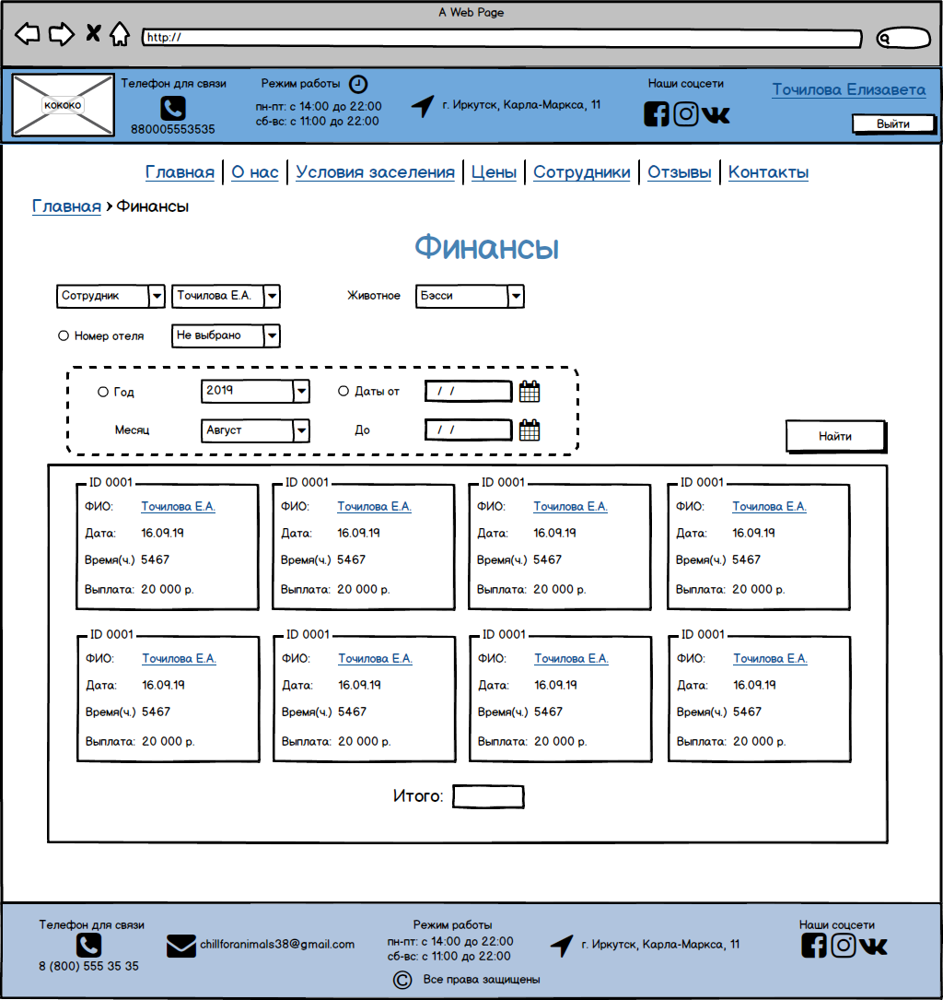 A Web Page
http://
кококо
Телефон для связи
880005553535
Режим работы
пн-пт: с 14:00 до 22:00
сб-вс: с 11:00 до 22:00
г. Иркутск, Карла-Маркса, 11
Наши соцсети
Точилова Елизавета
Выйти
Главная О нас Условия заселения Цены Сотрудники Отзывы Контакты
Главная > Финансы
Финансы
Сотрудник Точилова Е.А. Животное Бэсси
Номер отеля Не выбрано
Год 2019 Даты от / /
Месяц Август До / /
Найти
ID 0001 ID 0001 ID 0001 ID 0001
ФИО: Точилова Е.А. ФИО: Точилова Е.А. ФИО: Точилова Е.А. ФИО: Точилова Е.А.
Дата: 16.09.19 Дата: 16.09.19 Дата: 16.09.19 Дата: 16.09.19
Время(ч.) 5467 Время(ч.) 5467 Время(ч.) 5467 Время(ч.) 5467
Выплата: 20 000 р. Выплата: 20 000 р. Выплата: 20 000 р. Выплата: 20 000 р.
ID 0001 ID 0001 ID 0001 ID 0001
ФИО: Точилова Е.А. ФИО: Точилова Е.А. ФИО: Точилова Е.А. ФИО: Точилова Е.А.
Дата: 16.09.19 Дата: 16.09.19 Дата: 16.09.19 Дата: 16.09.19
Время(ч.) 5467 Время(ч.) 5467 Время(ч.) 5467 Время(ч.) 5467
Выплата: 20 000 р. Выплата: 20 000 р. Выплата: 20 000 р. Выплата: 20 000 р.
Итого:
Телефон для связи
8 (800) 555 35 35
chillforanimals38@gmail.com
Режим работы
пн-пт: с 14:00 до 22:00
сб-вс: с 11:00 до 22:00
г. Иркутск, Карла-Маркса, 11
Наши соцсети
© Все права защищены